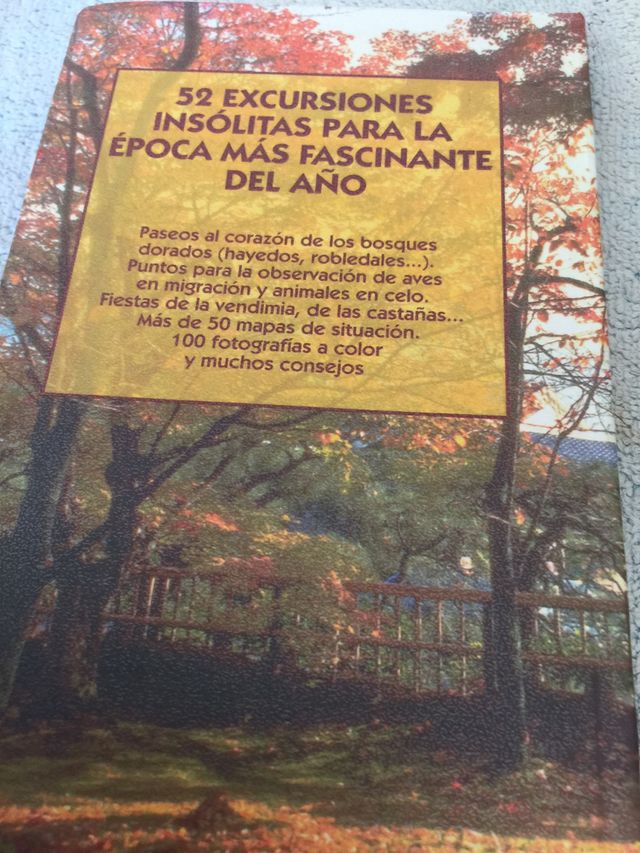 52 EXCURSIONES
INSÓLITAS PARA LA
ÉPOCA MÁS FASCINANTE
DEL AÑO
Paseos al corazón de los bosques
dorados (hayedos, robledales...).
Puntos para la observación de aves
en migración y animales en celo.
Fiestas de la vendimia, de las castañas...
Más de 50 mapas de situación.
100 fotografías a color
y muchos consejos